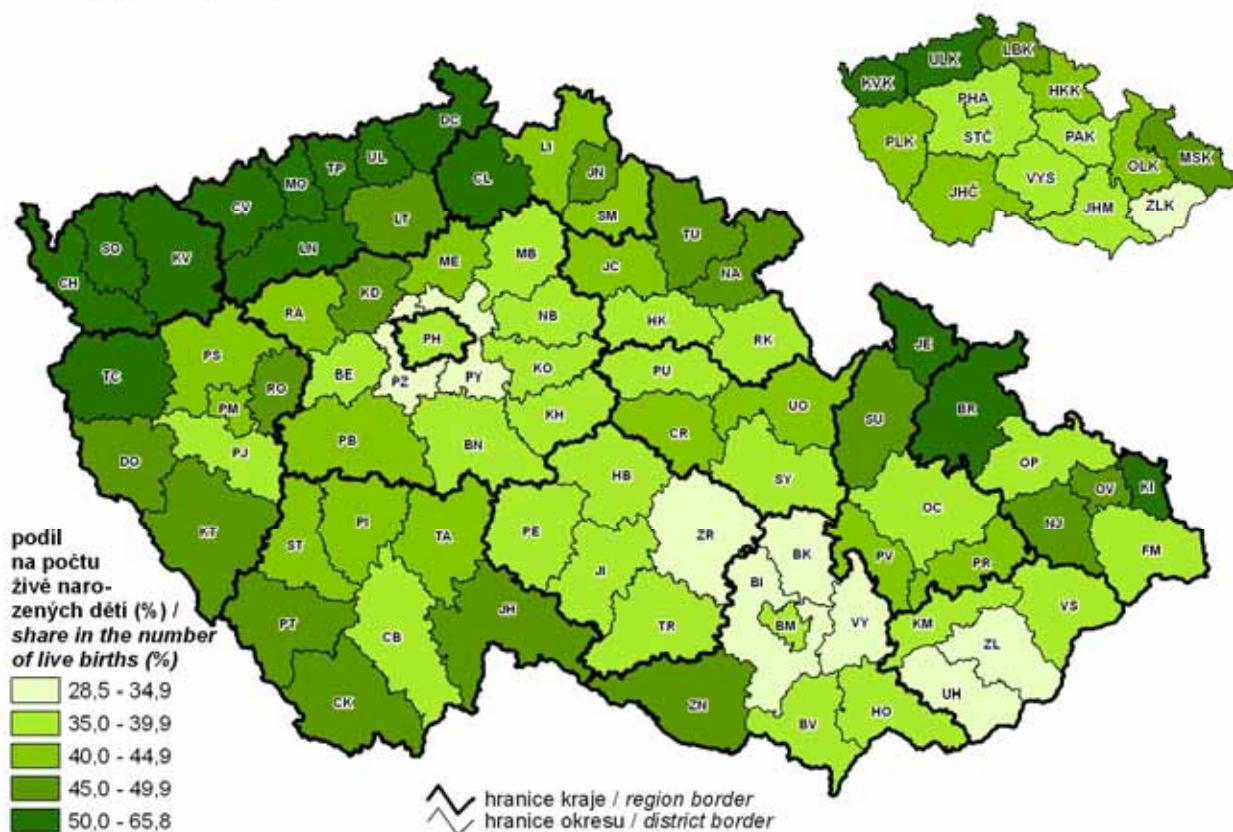 ULK LBK
KVK HKK
PHA
STČ PAK
PLK OLK MSK
VYS
JHČ JHM ZLK
DC
UL LI
TP CL JN
MO
CV LT SM
SO KV LN TU
CH ME MB JC NA
KD
RA NB HK RK
PH
TC PS BE PZ PY KO PU JE
RO
PM KH CR UO SU BR
DO PJ PB BN SY OP
HB OV KI
KT ST PI TA PE ZR OC NJ
BK FM
JI BI PV PR
PT CB JH TR BM VY KM VS
ZL
CK ZN UH
BV HO
podíl
na počtu
živě naro-
zených dětí (%) /
share in the number
of live births (%)
28,5 - 34,9
35,0 - 39,9
40,0 - 44,9
45,0 - 49,9
50,0 - 65,8
hranice kraje / region border
hranice okresu / district border